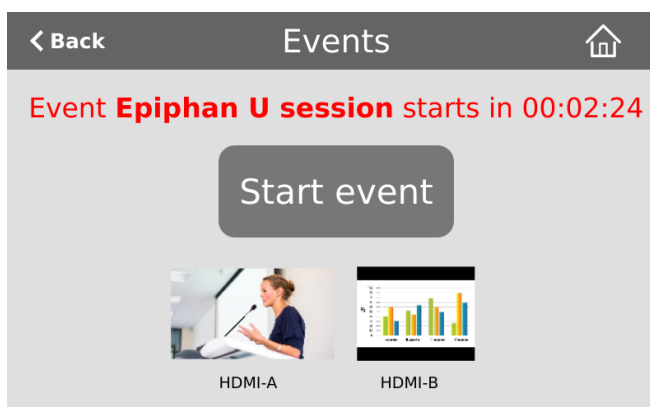 Back
Events
Event Epiphan U session starts in 00:02:24
Start event
HDMI-A
HDMI-B